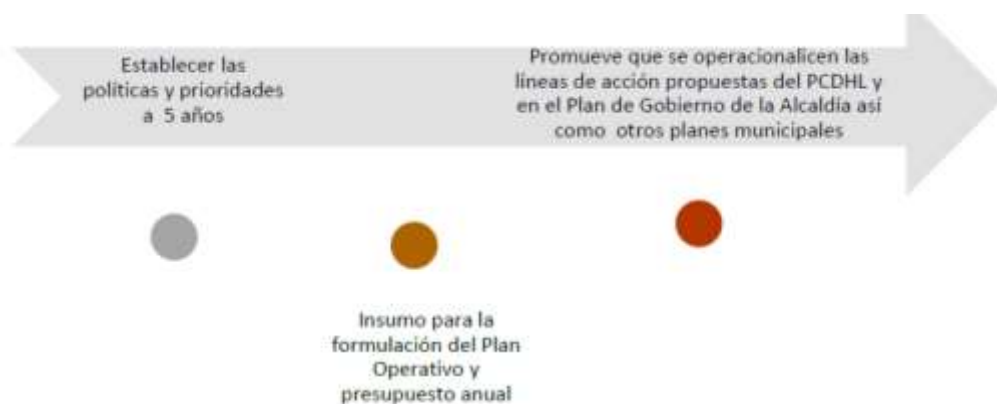 Establecer las
políticas y prioridades
a 5 años
Promueve que se operacionalicen las
líneas de acción propuestas del PCDHL y
en el Plan de Gobierno de la Alcaldía así
como otros planes municipales
Insumo para la
formulación del Plan
Operativo y
presupuesto anual